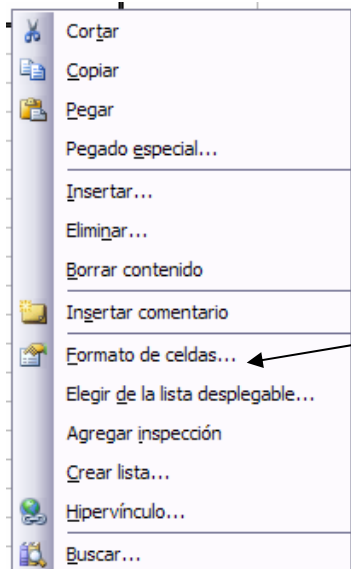 Cortar
Copiar
Pegar
Pegado especial...
Insertar...
Eliminar...
Borrar contenido
Insertar comentario
Formato de celdas...
Elegir de la lista desplegable...
Agregar inspección
Crear lista...
Hipervínculo...
Buscar...